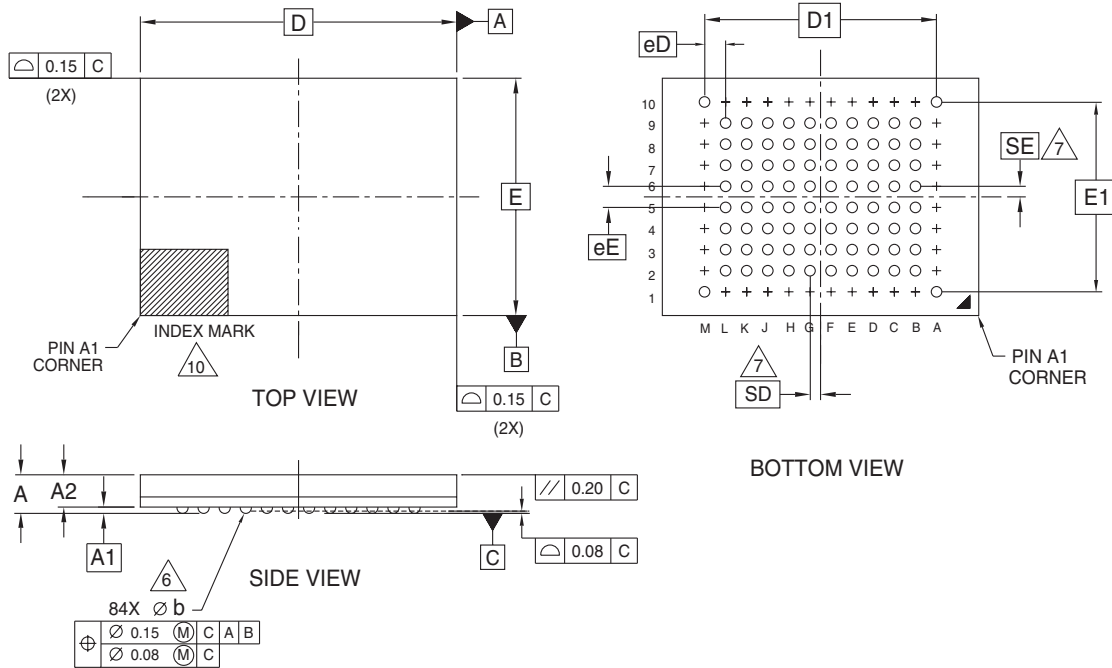 D
A
⌓ 0.15 C
(2X)
E
PIN A1
CORNER
INDEX MARK
10
B
TOP VIEW
⌓ 0.15 C
(2X)
D1
eD
10
9
8
7
6
5
4
3
2
1
SE 7
E1
eE
M L K J H G F E D C B A
7
SD
PIN A1
CORNER
BOTTOM VIEW
A A2
A1
// 0.20 C
C
⌓ 0.08 C
6
SIDE VIEW
84X Ø b
⌖ Ø 0.15 Ⓜ C A B
Ø 0.08 Ⓜ C